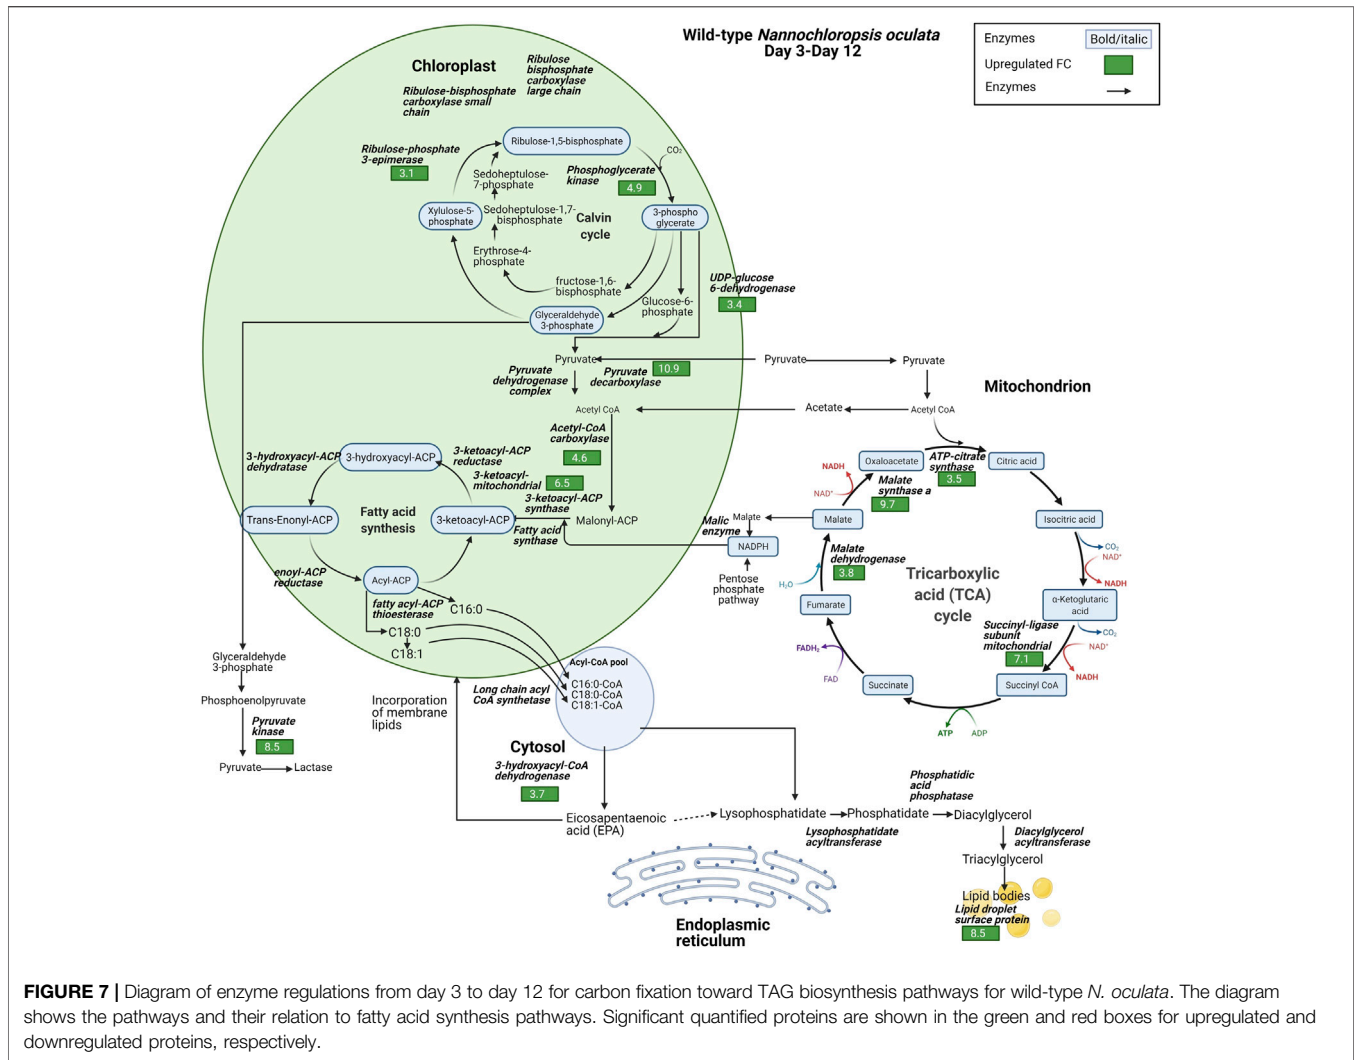 Wild-type Nannochloropsis oculata
Day 3-Day 12
Enzymes
Bold/italic
Upregulated FC
Enzymes
Chloroplast
Ribulose
bisphosphate
carboxylase
large chain
Ribulose-bisphosphate
carboxylase small
chain
Ribulose-phosphate
3-epimerase
3.1
Ribulose-1,5-bisphosphate
CO₂
Phosphoglycerate
kinase
4.9
Sedoheptulose-
7-phosphate
Xylulose-5-
phosphate
Sedoheptulose-1,7-
bisphosphate
Calvin
cycle
3-phospho
glycerate
Erythrose-4-
phosphate
fructose-1,6-
bisphosphate
Glucose-6-
phosphate
UDP-glucose
6-dehydrogenase
3.4
Glyceraldehyde
3-phosphate
Pyruvate
Pyruvate
Pyruvate
Pyruvate
dehydrogenase
complex
Pyruvate
decarboxylase
10.9
Mitochondrion
Acetyl CoA
Acetate
Acetyl CoA
Acetyl-CoA
carboxylase
4.6
3-hydroxyacyl-ACP
dehydratase
3-hydroxyacyl-ACP
3-ketoacyl-ACP
reductase
3-ketoacyl-
mitochondrial
6.5
3-ketoacyl-ACP
synthase
Trans-Enonyl-ACP
Fatty acid
synthesis
3-ketoacyl-ACP
Fatty acid
synthase
Malonyl-ACP
enoyl-ACP
reductase
Acyl-ACP
fatty acyl-ACP
thioesterase
C16:0
C18:0
C18:1
Malic
enzyme
Malate
NADPH
Pentose
phosphate
pathway
Oxaloacetate
ATP-citrate
synthase
3.5
Citric acid
NADH
NAD⁺
Malate
synthase a
9.7
Malate
Isocitric acid
CO₂
NAD⁺
NADH
Malate
dehydrogenase
3.8
H₂O
Tricarboxylic
acid (TCA)
cycle
Fumarate
α-Ketoglutaric
acid
CO₂
Succinyl-ligase
subunit
mitochondrial
7.1
NAD⁺
NADH
FADH₂
FAD
Succinate
Succinyl CoA
ATP
ADP
Glyceraldehyde
3-phosphate
Phosphoenolpyruvate
Pyruvate
kinase
8.5
Pyruvate
Lactase
Incorporation
of membrane
lipids
Long chain acyl
CoA synthetase
Acyl-CoA pool
C16:0-CoA
C18:0-CoA
C18:1-CoA
Cytosol
3-hydroxyacyl-CoA
dehydrogenase
3.7
Eicosapentaenoic
acid (EPA)
Lysophosphatidate
Phosphatidate
Diacylglycerol
Phosphatidic
acid
phosphatase
Lysophosphatidate
acyltransferase
Diacylglycerol
acyltransferase
Triacylglycerol
Lipid bodies
Lipid droplet
surface protein
8.5
Endoplasmic
reticulum
FIGURE 7 | Diagram of enzyme regulations from day 3 to day 12 for carbon fixation toward TAG biosynthesis pathways for wild-type N. oculata. The diagram
shows the pathways and their relation to fatty acid synthesis pathways. Significant quantified proteins are shown in the green and red boxes for upregulated and
downregulated proteins, respectively.